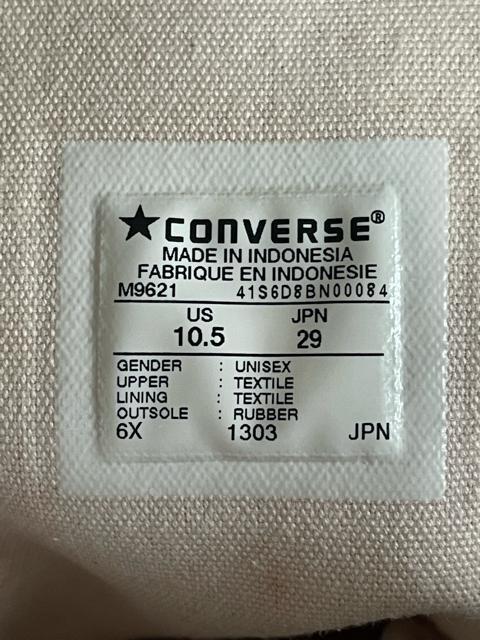 ★CONVERSE®
MADE IN INDONESIA
FABRIQUE EN INDONESIE
M9621 41S6D8BN00084
US JPN
10.5 29
GENDER : UNISEX
UPPER : TEXTILE
LINING : TEXTILE
OUTSOLE : RUBBER
6X 1303 JPN